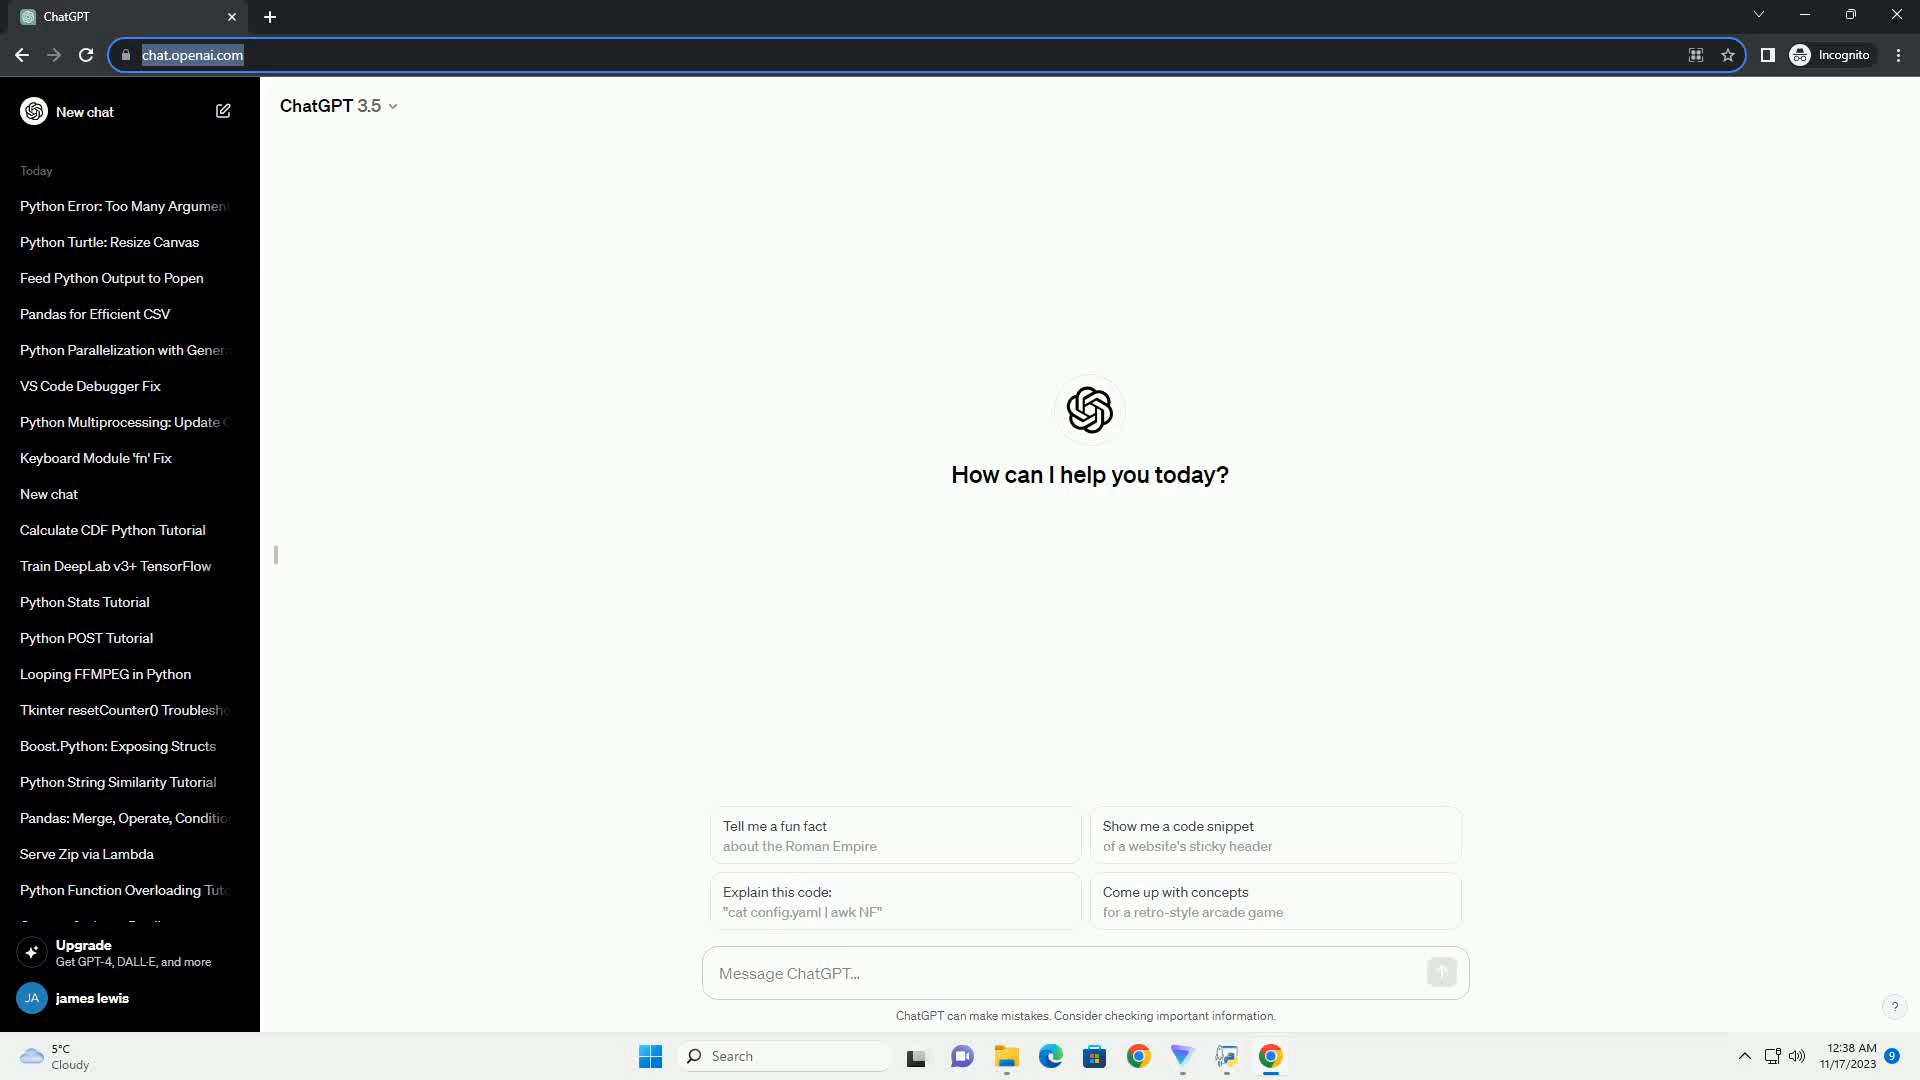 ChatGPT
chat.openai.com
Incognito
New chat
ChatGPT 3.5
Today
Python Error: Too Many Argumen
Python Turtle: Resize Canvas
Feed Python Output to Popen
Pandas for Efficient CSV
Python Parallelization with Gener
VS Code Debugger Fix
Python Multiprocessing: Update
Keyboard Module 'fn' Fix
New chat
Calculate CDF Python Tutorial
Train DeepLab v3+ TensorFlow
Python Stats Tutorial
Python POST Tutorial
Looping FFMPEG in Python
Tkinter resetCounter() Troublesho
Boost.Python: Exposing Structs
Python String Similarity Tutorial
Pandas: Merge, Operate, Conditio
Serve Zip via Lambda
Python Function Overloading Tuto
Upgrade
Get GPT-4, DALL·E, and more
JA
james lewis
How can I help you today?
Tell me a fun fact
about the Roman Empire
Show me a code snippet
of a website's sticky header
Explain this code:
"cat config.yaml | awk NF"
Come up with concepts
for a retro-style arcade game
Message ChatGPT...
ChatGPT can make mistakes. Consider checking important information.
?
5°C
Cloudy
Search
12:38 AM
11/17/2023
9